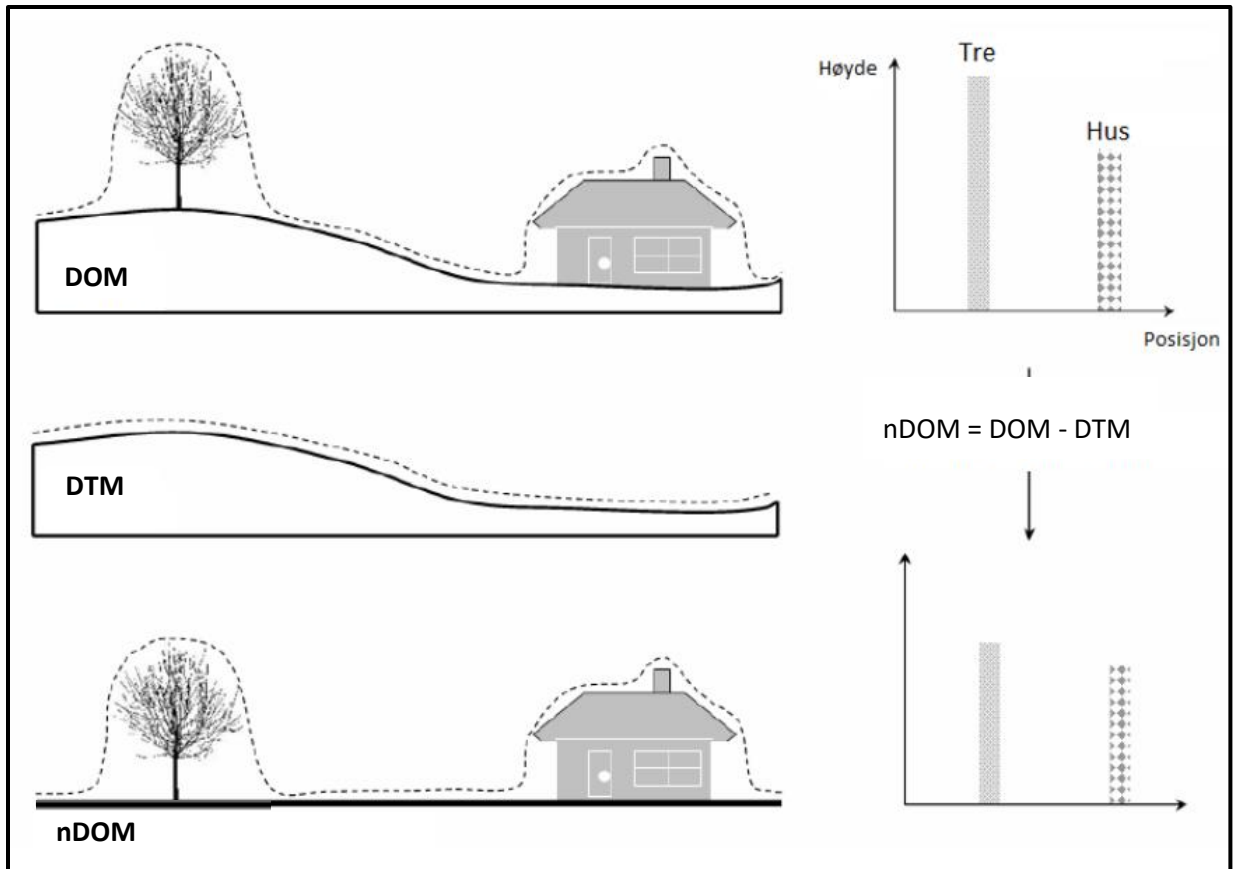 Tre
Høyde
Hus
DOM
Posisjon
nDOM = DOM - DTM
DTM
nDOM